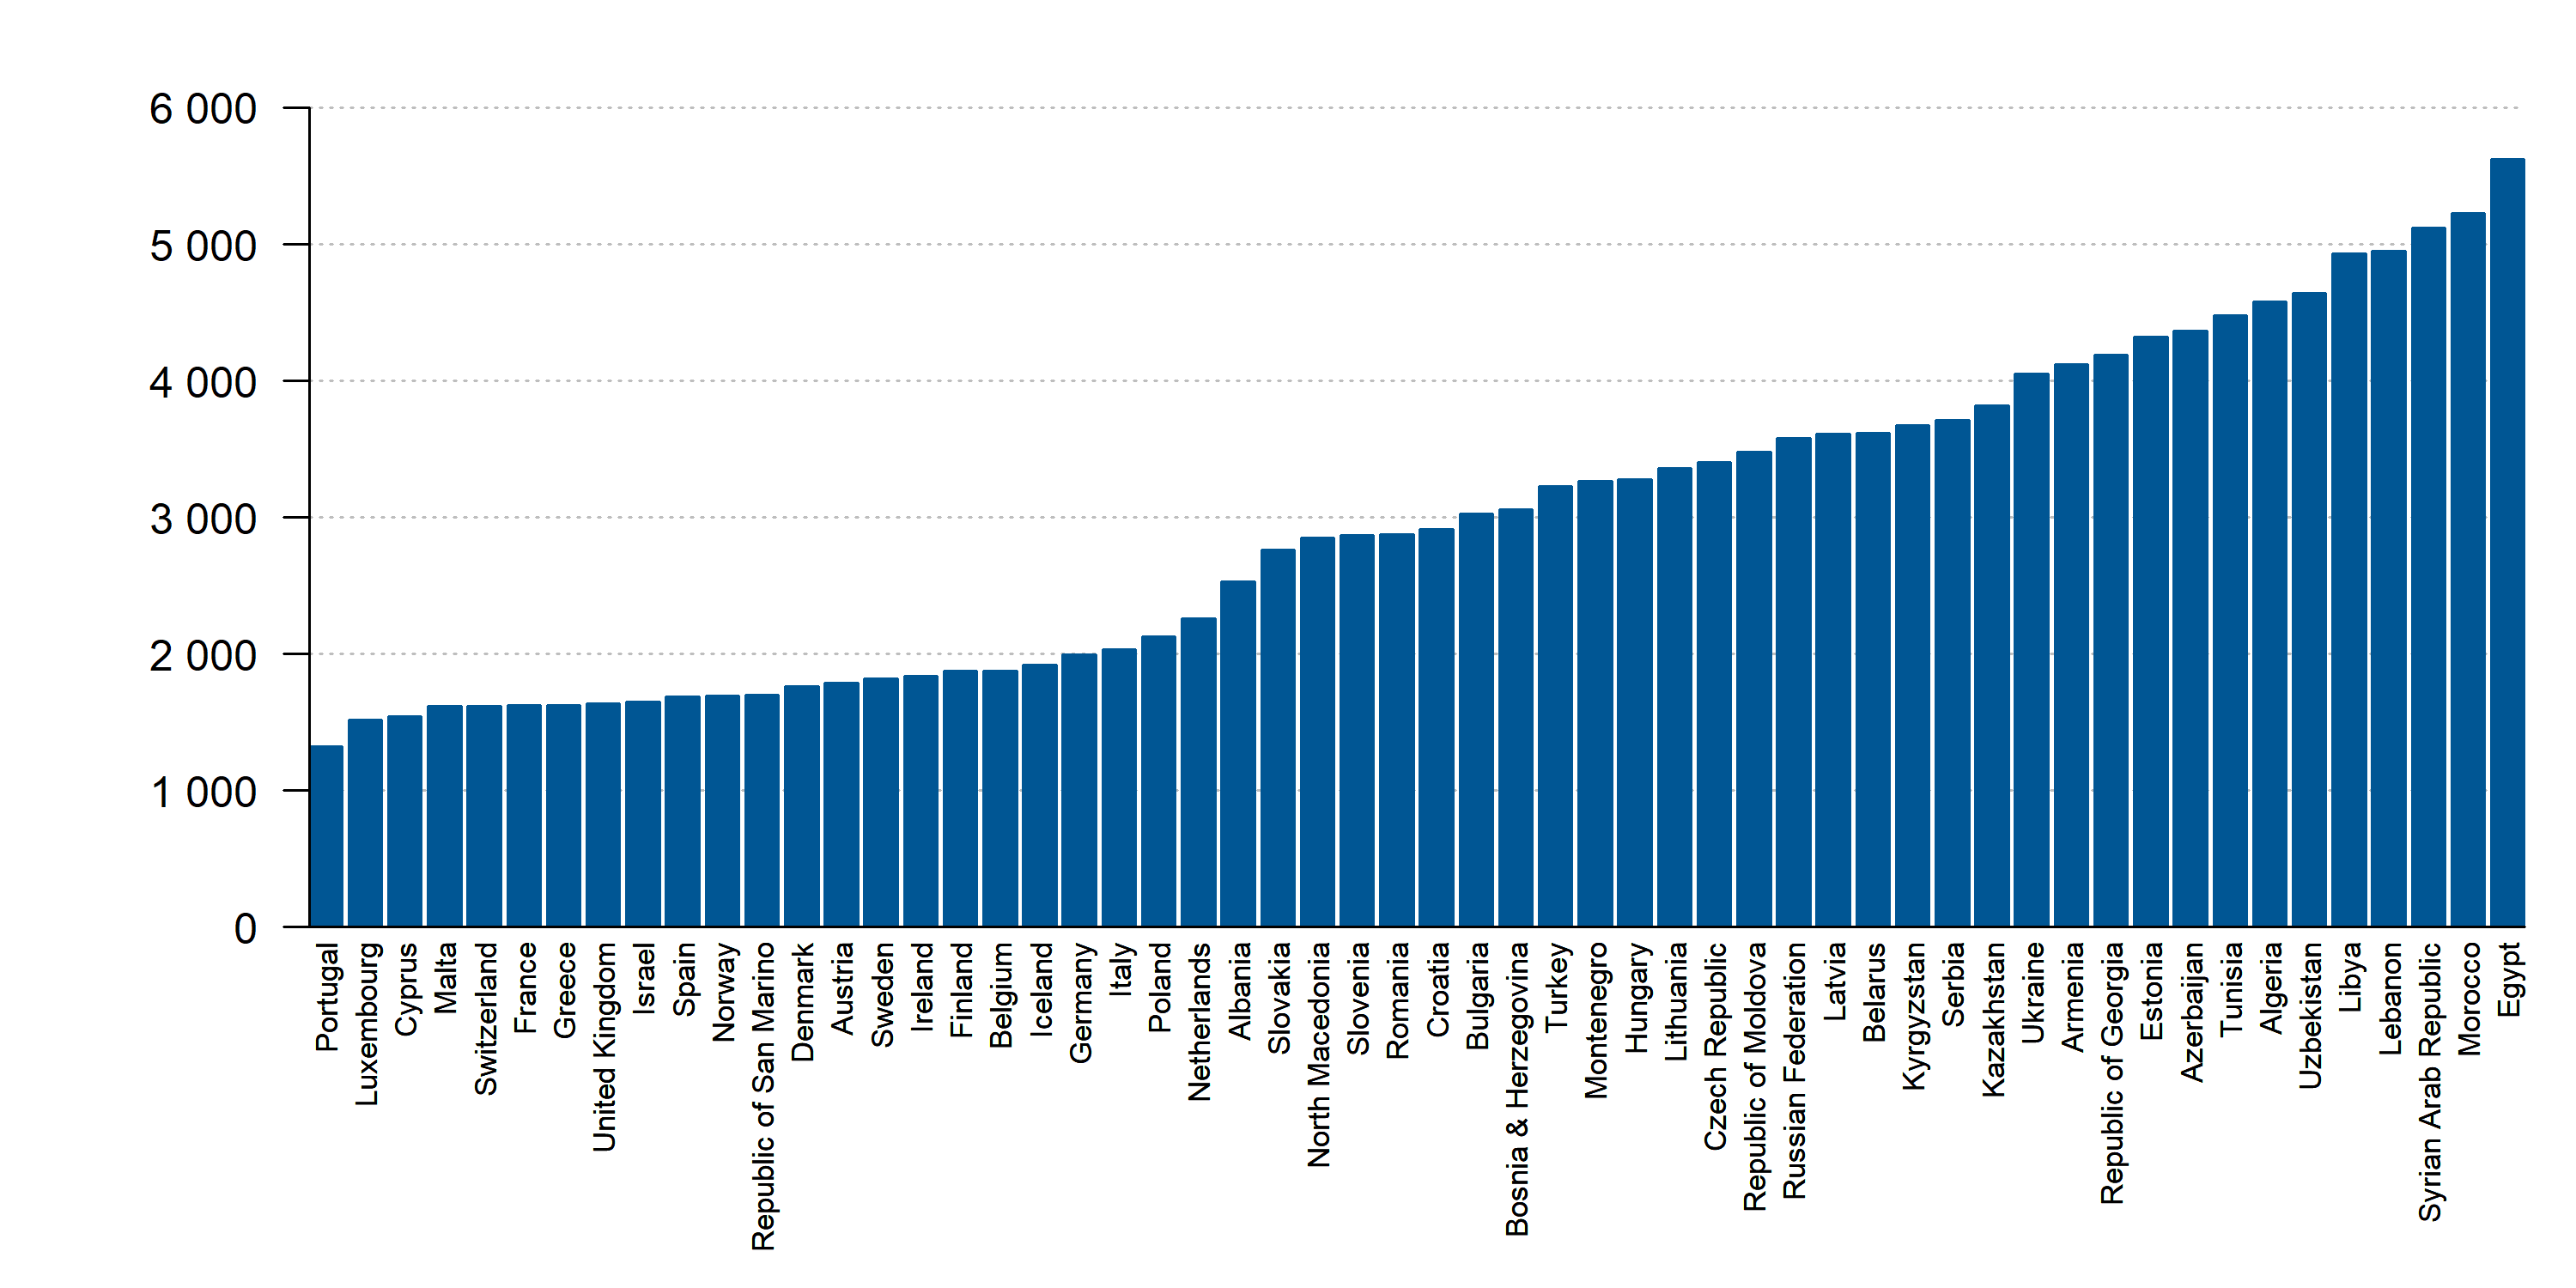 6 000
5 000
4 000
3 000
2 000
1 000
0
Portugal
Luxembourg
Cyprus
Malta
Switzerland
France
Greece
United Kingdom
Israel
Spain
Norway
Republic of San Marino
Denmark
Austria
Sweden
Ireland
Finland
Belgium
Iceland
Germany
Italy
Poland
Netherlands
Albania
Slovakia
North Macedonia
Slovenia
Romania
Croatia
Bulgaria
Bosnia & Herzegovina
Turkey
Montenegro
Hungary
Lithuania
Czech Republic
Republic of Moldova
Russian Federation
Latvia
Belarus
Kyrgyzstan
Serbia
Kazakhstan
Ukraine
Armenia
Republic of Georgia
Estonia
Azerbaijan
Tunisia
Algeria
Uzbekistan
Libya
Lebanon
Syrian Arab Republic
Morocco
Egypt